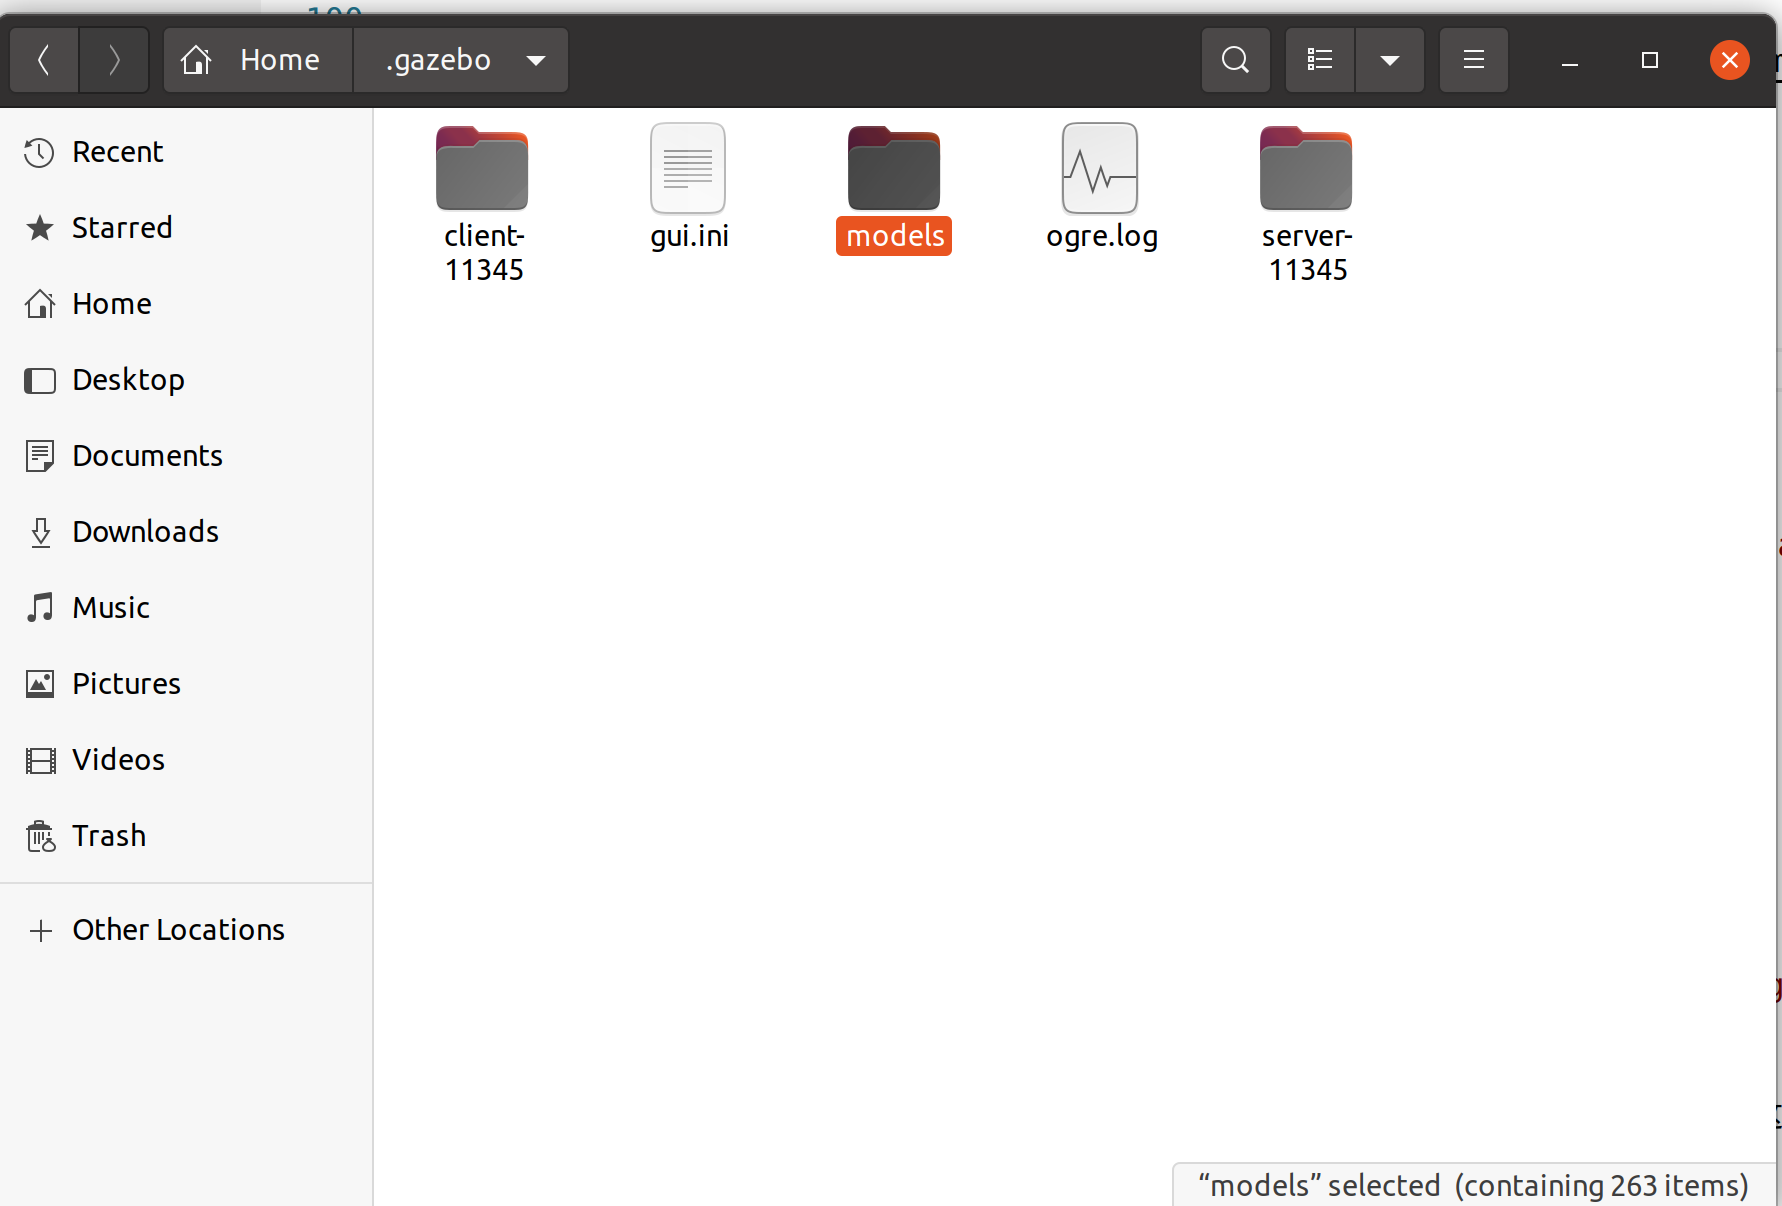 Home
.gazebo
Recent
Starred
Home
Desktop
Documents
Downloads
Music
Pictures
Videos
Trash
Other Locations
client-
11345
gui.ini
models
ogre.log
server-
11345
“models” selected (containing 263 items)